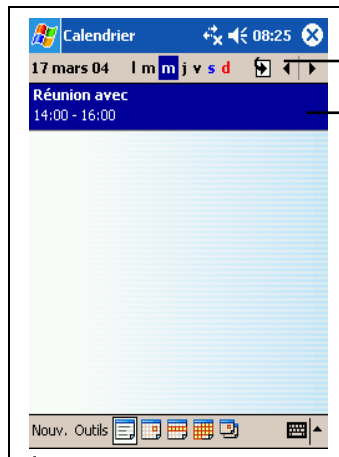 Calendrier 08:25
17 mars 04 l m m j v s d
Réunion avec
14:00 - 16:00
Nouv. Outils